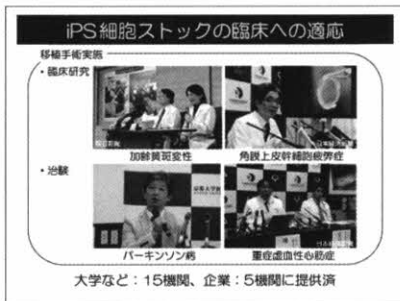 iPS細胞ストックの臨床への適応
移植手術実施
・臨床研究
加齢黄斑変性
角膜上皮幹細胞疲弊症
・治験
パーキンソン病
重症虚血性心筋症
大学など：15機関、企業：5機関に提供済